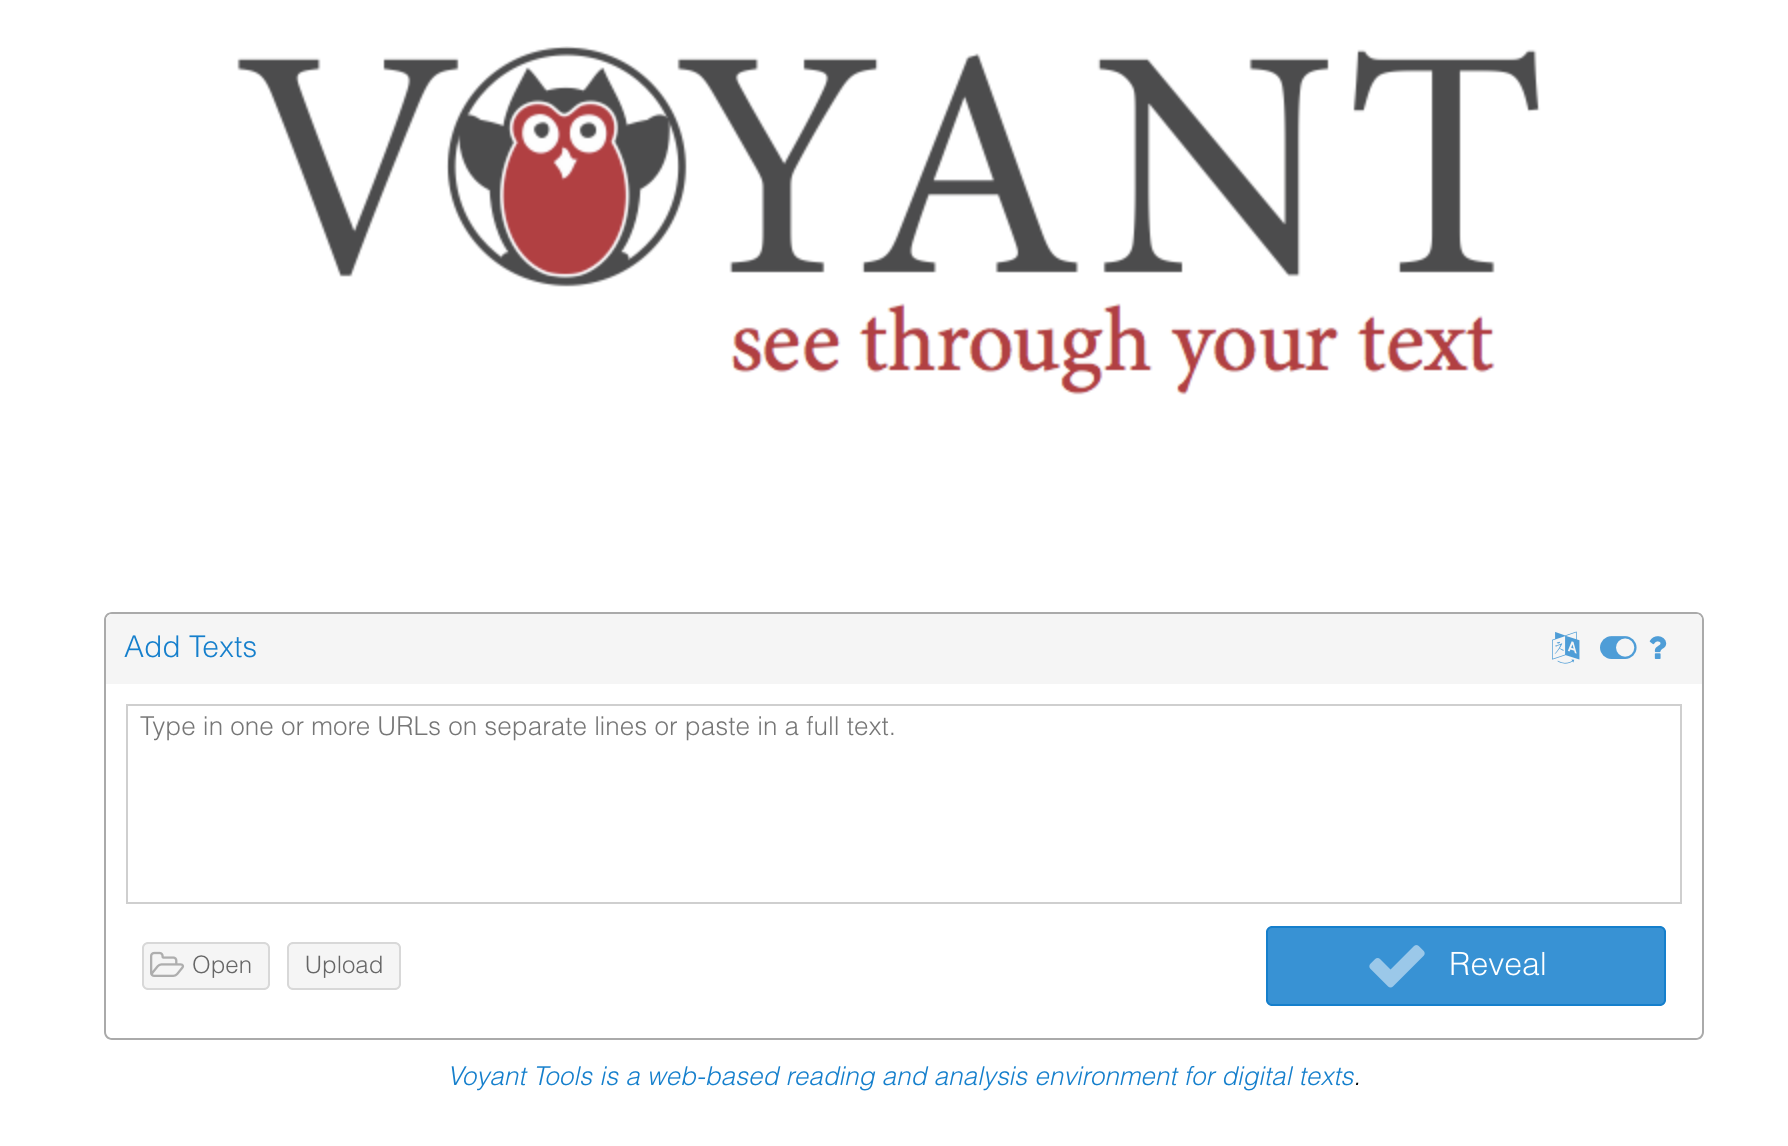 VOYANT
see through your text
Add Texts
?
Type in one or more URLs on separate lines or paste in a full text.
Open
Upload
Reveal
Voyant Tools is a web-based reading and analysis environment for digital texts.